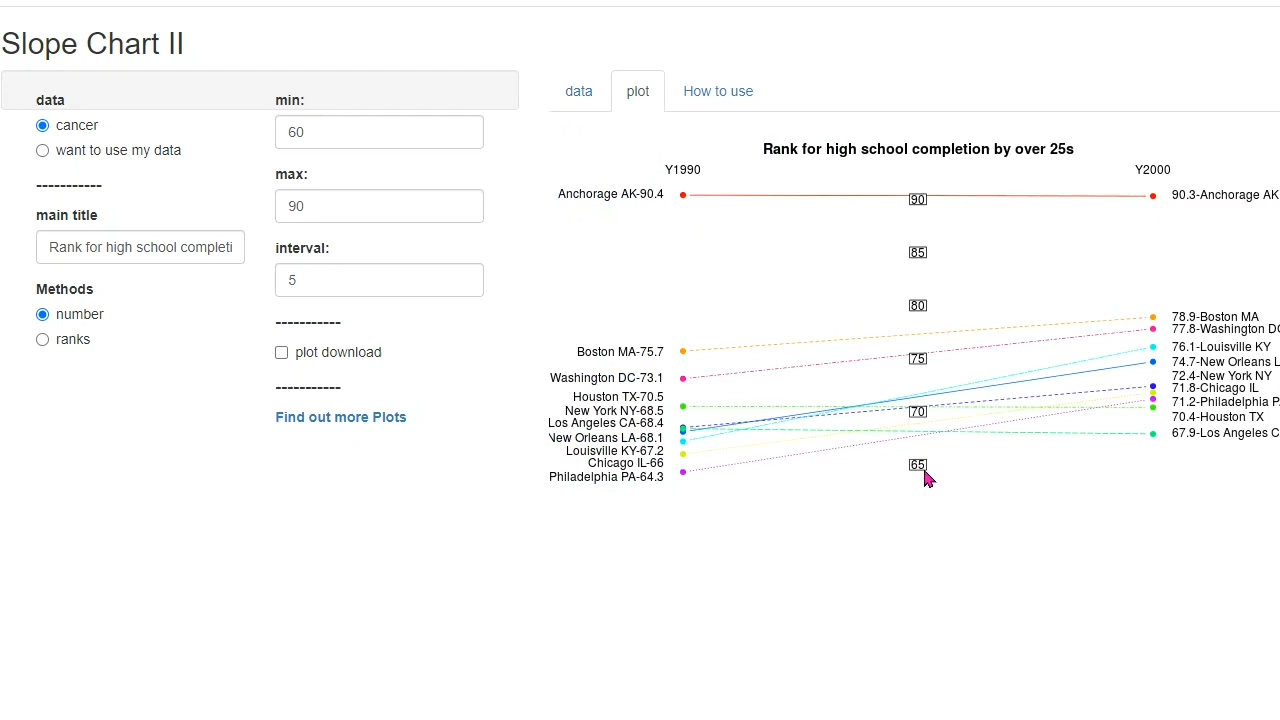 Slope Chart II
data
cancer
want to use my data
-----------
main title
Rank for high school completi
Methods
number
ranks
min:
60
max:
90
interval:
5
-----------
plot download
-----------
Find out more Plots
data
plot
How to use
Rank for high school completion by over 25s
Y1990
Y2000
Anchorage AK-90.4
Boston MA-75.7
Washington DC-73.1
Houston TX-70.5
New York NY-68.5
Los Angeles CA-68.4
New Orleans LA-68.1
Louisville KY-67.2
Chicago IL-66
Philadelphia PA-64.3
90
85
80
75
70
65
90.3-Anchorage AK
78.9-Boston MA
77.8-Washington DC
76.1-Louisville KY
74.7-New Orleans L
72.4-New York NY
71.8-Chicago IL
71.2-Philadelphia P
70.4-Houston TX
67.9-Los Angeles C